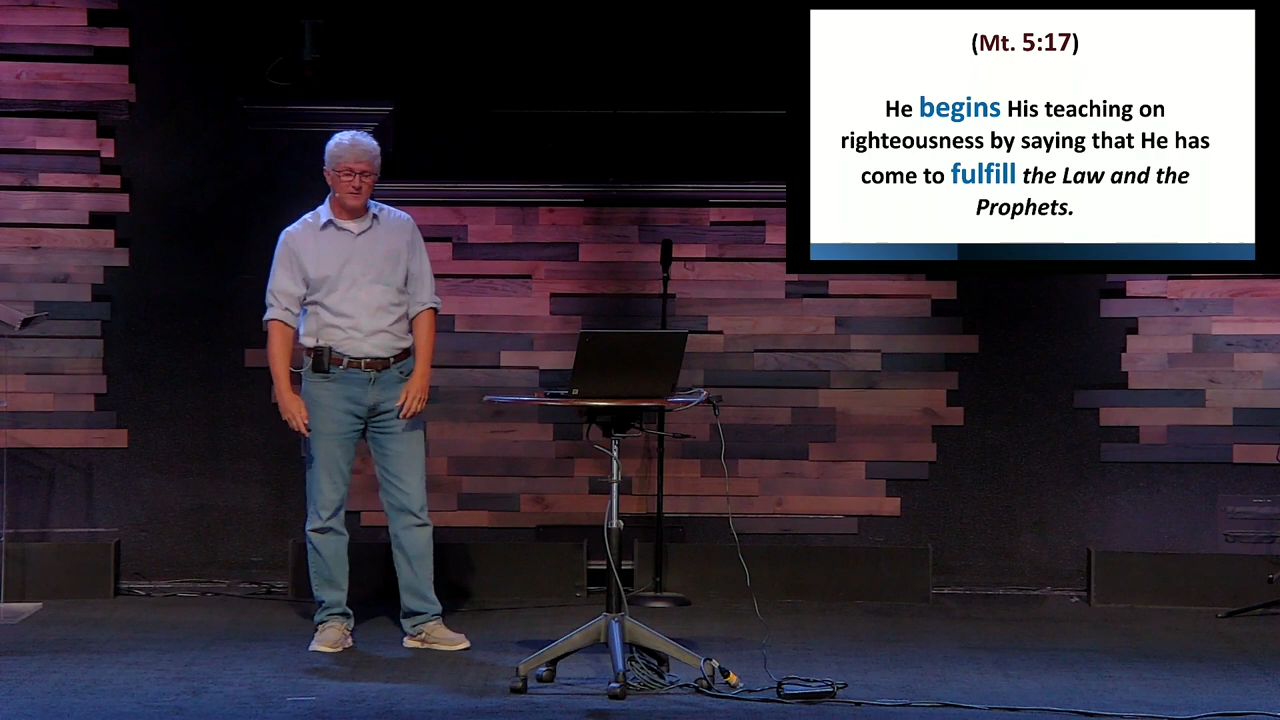 (Mt. 5:17)
He begins His teaching on
righteousness by saying that He has
come to fulfill the Law and the
Prophets.